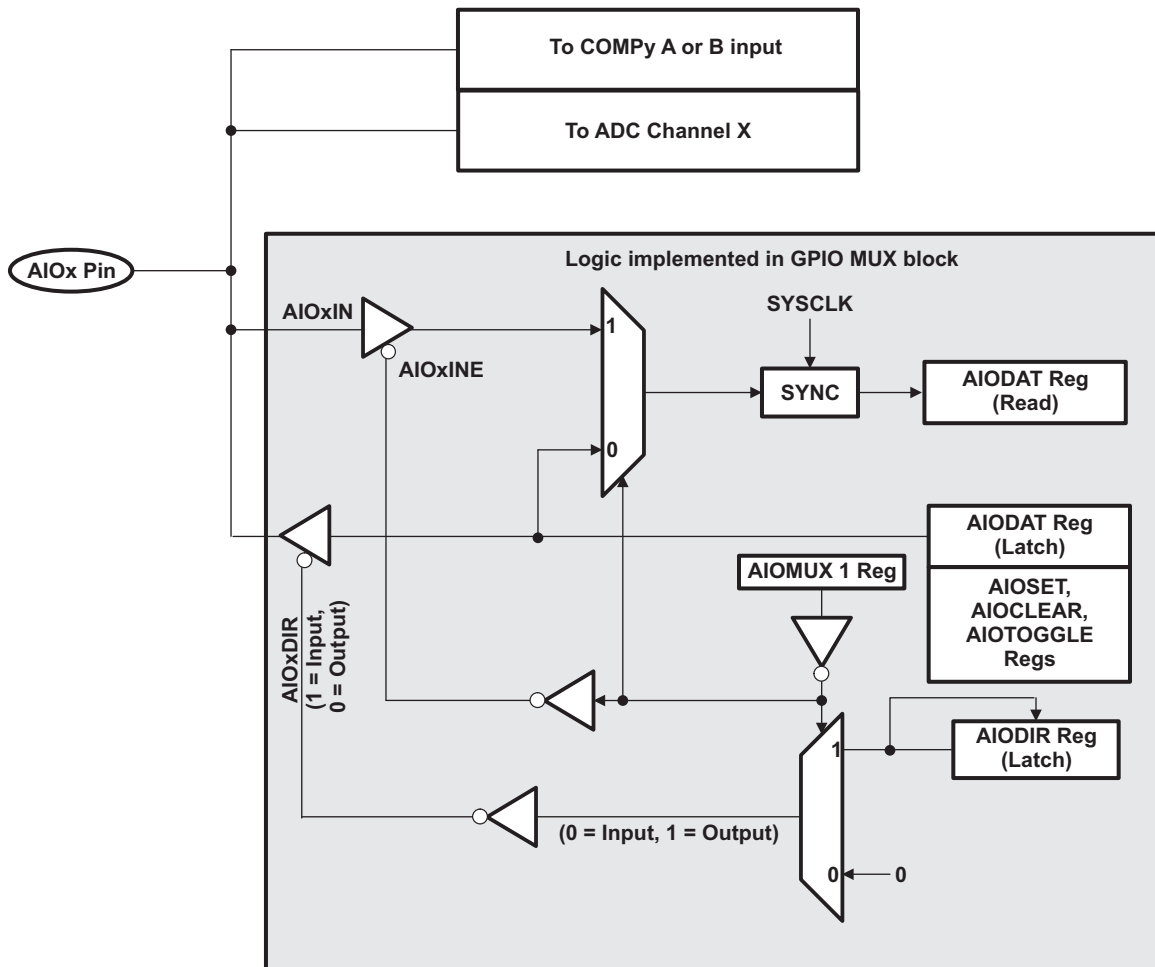 To COMPy A or B input
To ADC Channel X
AIOx Pin
Logic implemented in GPIO MUX block
AIOxIN
AIOxINE
1
0
SYSCLK
SYNC
AIODAT Reg
(Read)
AIODAT Reg
(Latch)
AIOSET,
AIOCLEAR,
AIOTOGGLE
Regs
AIOMUX 1 Reg
AIOxDIR
(1 = Input,
0 = Output)
1
AIODIR Reg
(Latch)
(0 = Input, 1 = Output)
0
0